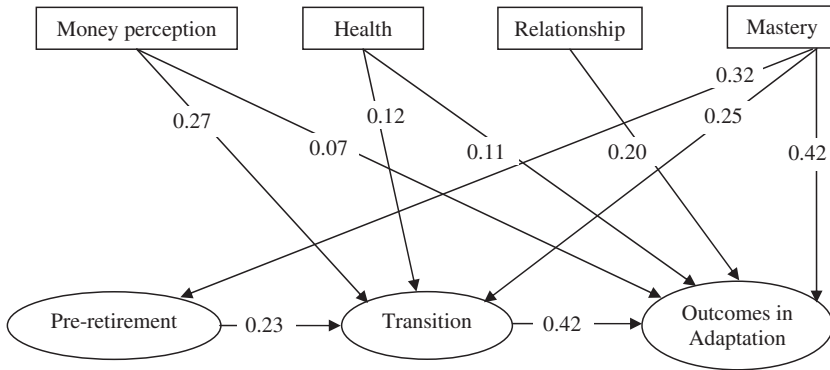 Money perception
Health
Relationship
Mastery
0.32
0.27
0.12
0.25
0.07
0.11
0.20
0.42
Pre-retirement
0.23
Transition
0.42
Outcomes in
Adaptation